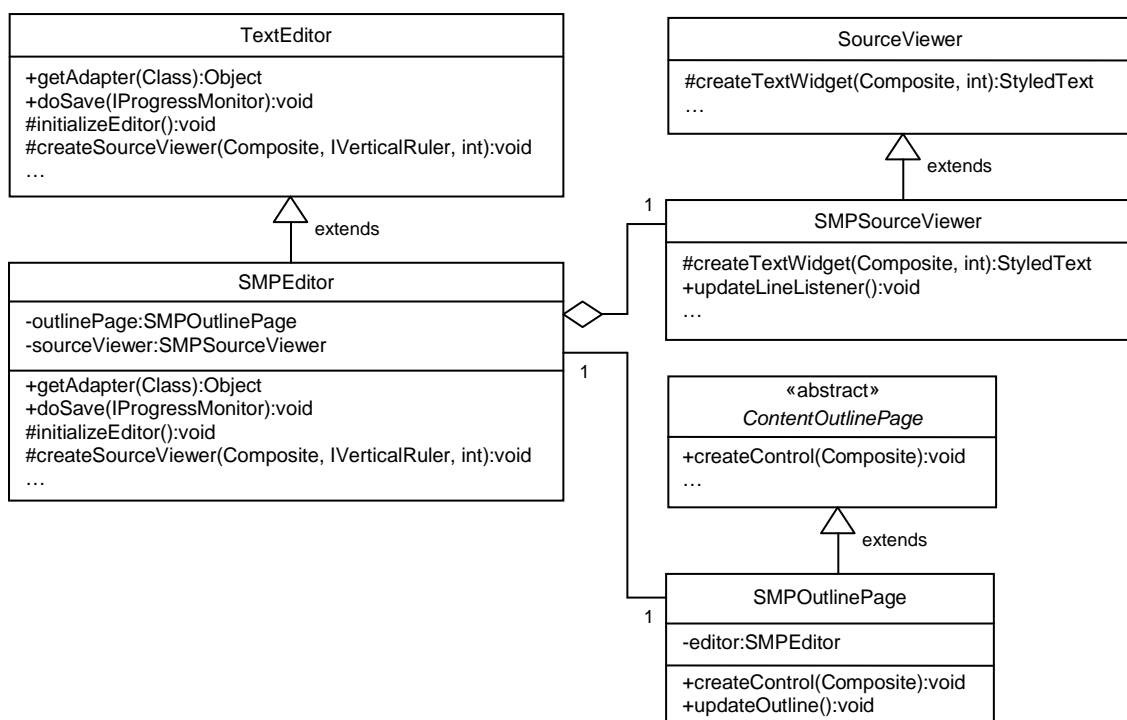 TextEditor
+getAdapter(Class):Object
+doSave(IProgressMonitor):void
#initializeEditor():void
#createSourceViewer(Composite, IVerticalRuler, int):void
…
extends
SMPEditor
-outlinePage:SMPOutlinePage
-sourceViewer:SMPSourceViewer
+getAdapter(Class):Object
+doSave(IProgressMonitor):void
#initializeEditor():void
#createSourceViewer(Composite, IVerticalRuler, int):void
…
SourceViewer
#createTextWidget(Composite, int):StyledText
…
extends
1
SMPSourceViewer
#createTextWidget(Composite, int):StyledText
+updateLineListener():void
…
1
«abstract»
ContentOutlinePage
+createControl(Composite):void
…
extends
1
SMPOutlinePage
-editor:SMPEditor
+createControl(Composite):void
+updateOutline():void